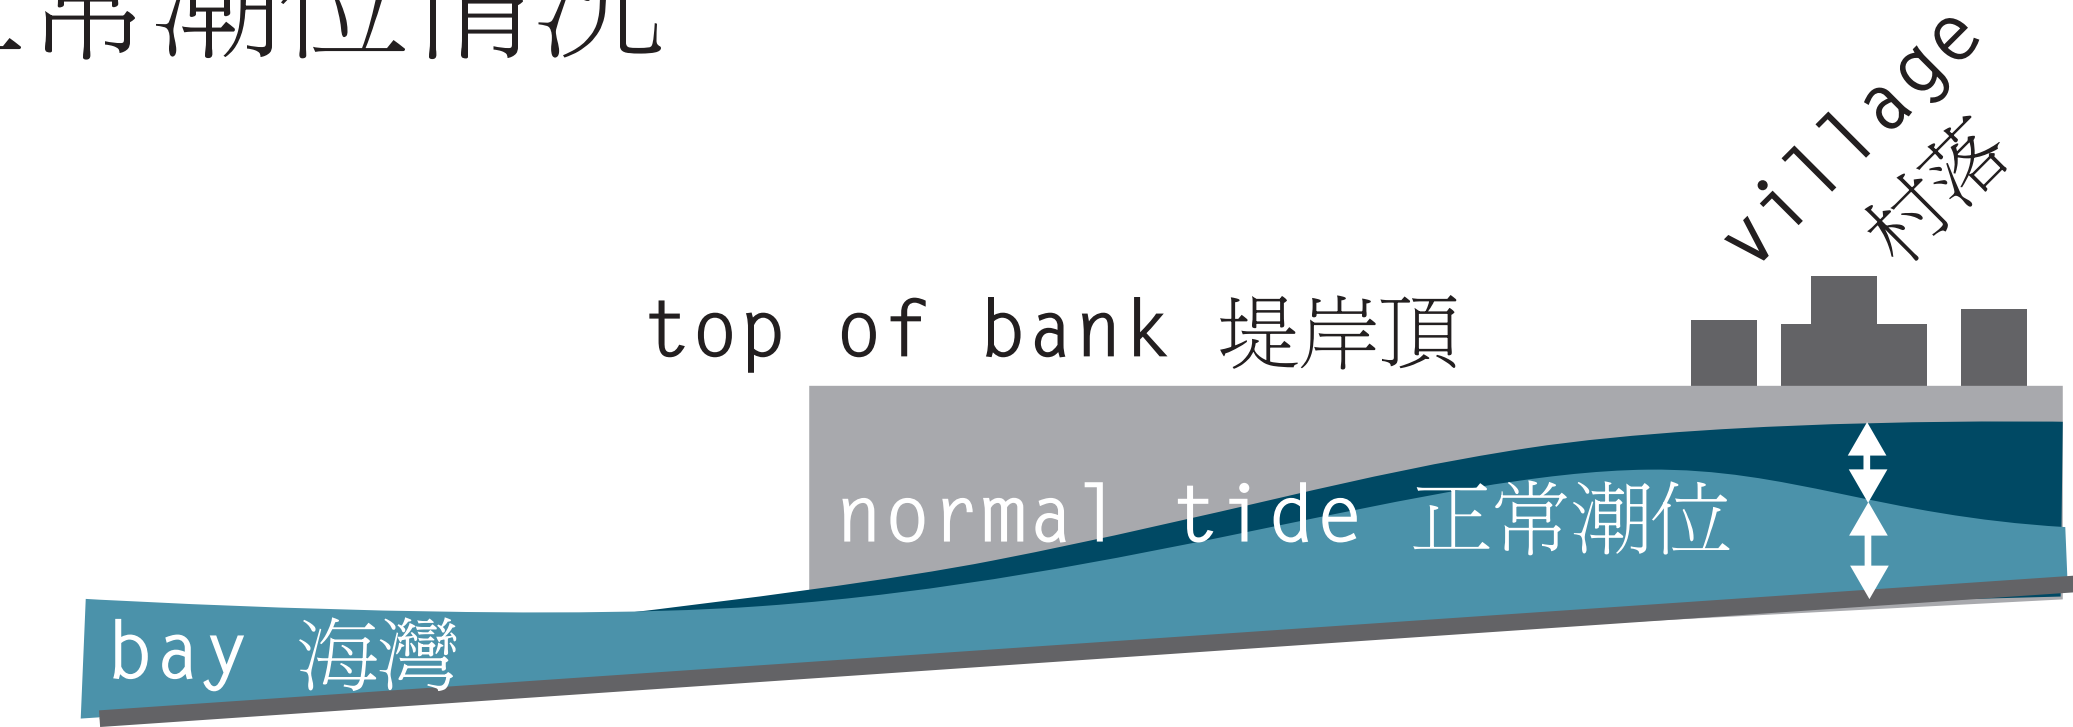 正常潮位情況
village
村落
top of bank 堤岸頂
normal tide 正常潮位
bay 海灣